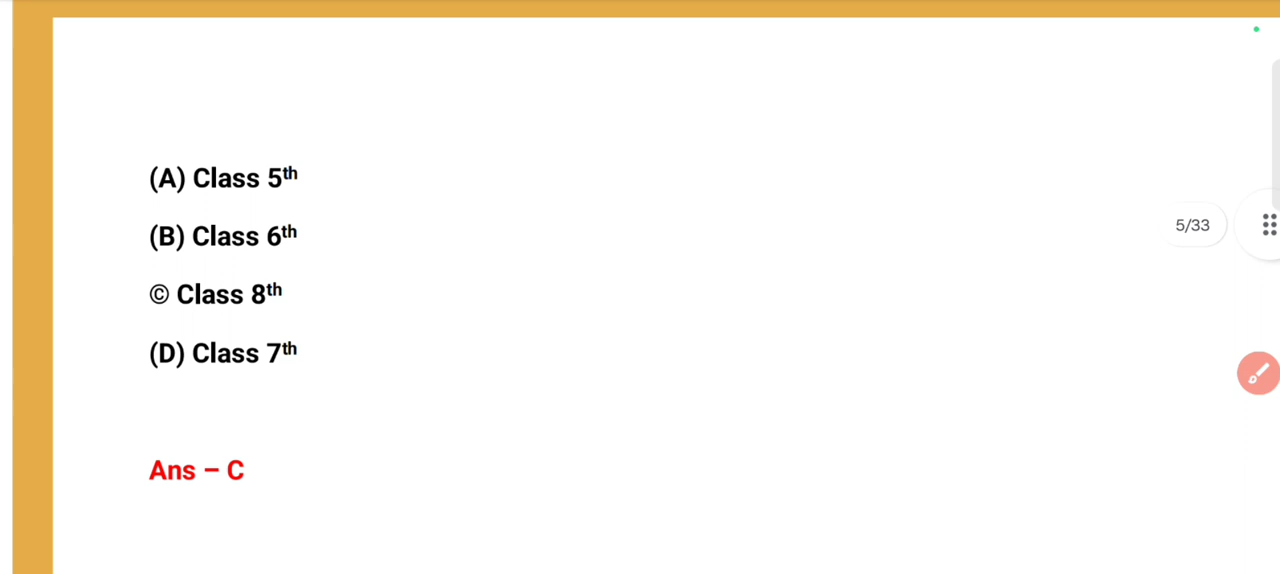 (A) Class 5th
(B) Class 6th
5/33
© Class 8th
(D) Class 7th
Ans – C